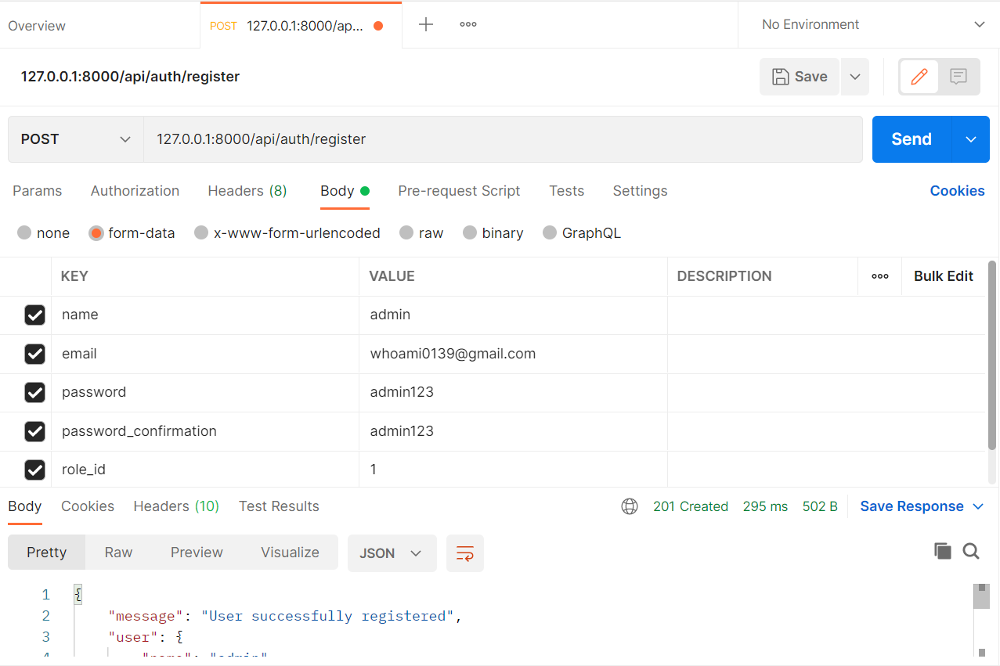 Overview POST 127.0.0.1:8000/ap... No Environment
127.0.0.1:8000/api/auth/register Save
POST 127.0.0.1:8000/api/auth/register Send
Params Authorization Headers (8) Body Pre-request Script Tests Settings Cookies
none form-data x-www-form-urlencoded raw binary GraphQL
KEY VALUE DESCRIPTION Bulk Edit
name admin
email whoami0139@gmail.com
password admin123
password_confirmation admin123
role_id 1
Body Cookies Headers (10) Test Results 201 Created 295 ms 502 B Save Response
Pretty Raw Preview Visualize JSON
1 {
2 "message": "User successfully registered",
3 "user": {
4 "name": "admin"